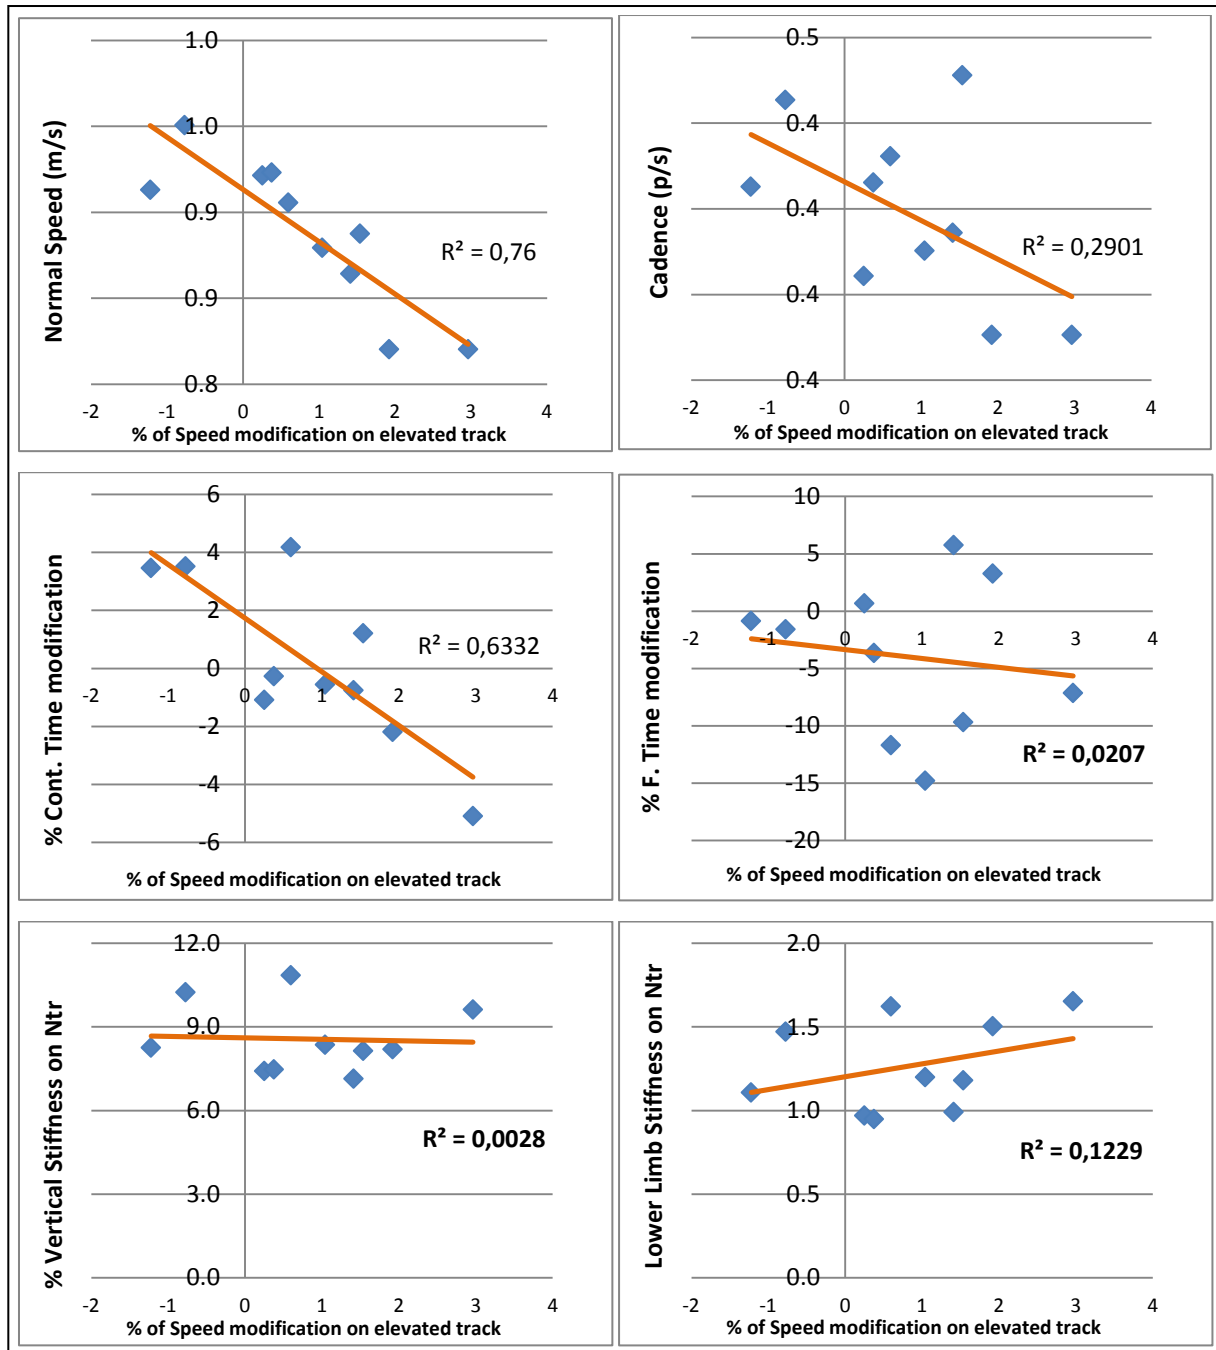 1.0
1.0
0.9
0.9
0.8
-2 -1 0 1 2 3 4
Normal Speed (m/s)
R² = 0,76
% of Speed modification on elevated track
0.5
0.4
0.4
0.4
0.4
-2 -1 0 1 2 3 4
Cadence (p/s)
R² = 0,2901
% of Speed modification on elevated track
6
4
2
0
-2
-4
-6
-2 -1 0 1 2 3 4
% Cont. Time modification
R² = 0,6332
% of Speed modification on elevated track
10
5
0
-5
-10
-15
-20
-2 -1 0 1 2 3 4
% F. Time modification
R² = 0,0207
% of Speed modification on elevated track
12.0
9.0
6.0
3.0
0.0
-2 -1 0 1 2 3 4
% Vertical Stiffness on Ntr
R² = 0,0028
% of Speed modification on elevated track
2.0
1.5
1.0
0.5
0.0
-2 -1 0 1 2 3 4
Lower Limb Stiffness on Ntr
R² = 0,1229
% of Speed modification on elevated track